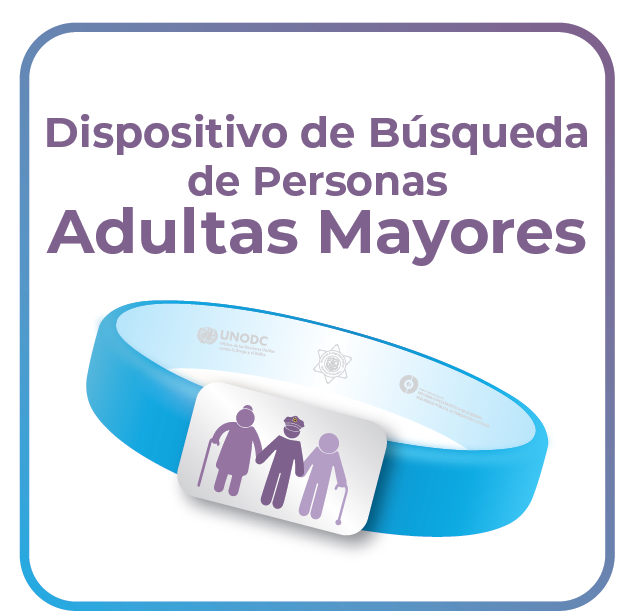 Dispositivo de Búsqueda
de Personas
Adultas Mayores
UNODC